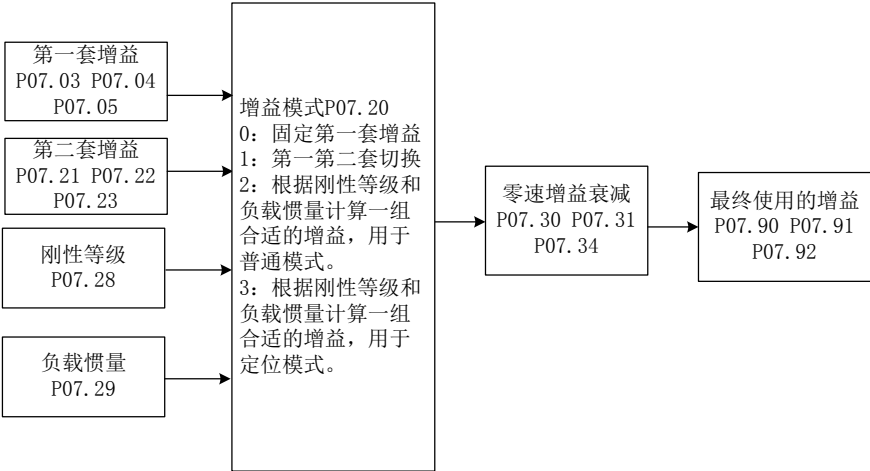 第一套增益
P07.03 P07.04
P07.05
第二套增益
P07.21 P07.22
P07.23
刚性等级
P07.28
负载惯量
P07.29
增益模式P07.20
0：固定第一套增益
1：第一第二套切换
2：根据刚性等级和
负载惯量计算一组
合适的增益，用于
普通模式。
3：根据刚性等级和
负载惯量计算一组
合适的增益，用于
定位模式。
零速增益衰减
P07.30 P07.31
P07.34
最终使用的增益
P07.90 P07.91
P07.92